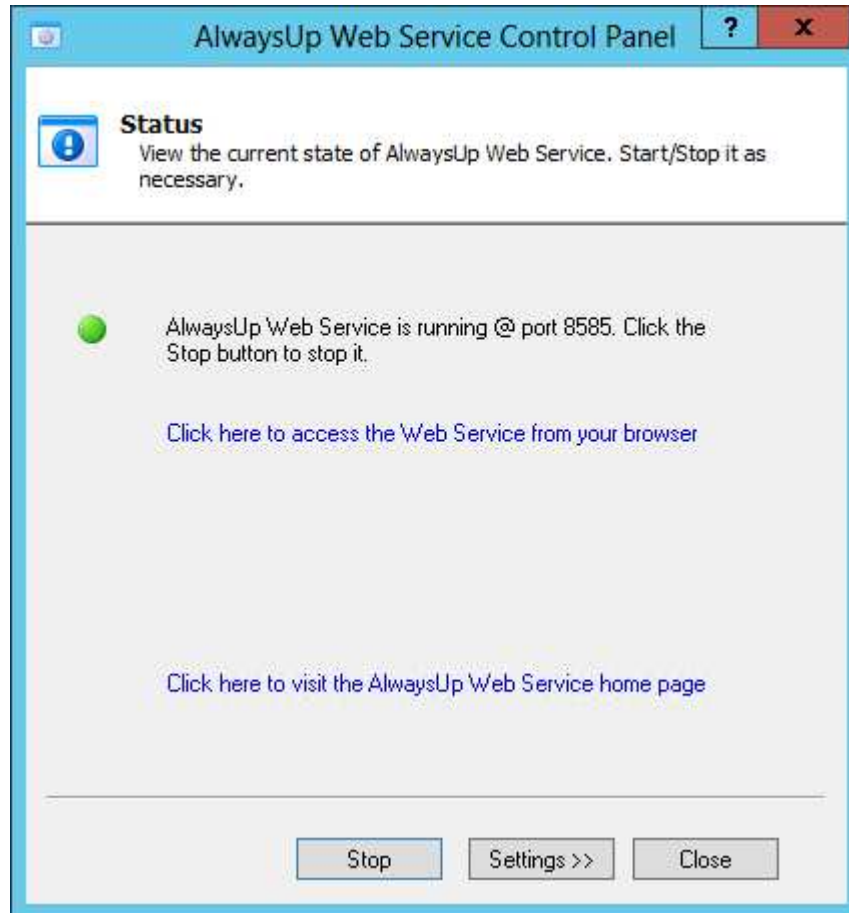 AlwaysUp Web Service Control Panel
?
x
Status
View the current state of AlwaysUp Web Service. Start/Stop it as
necessary.
AlwaysUp Web Service is running @ port 8585. Click the
Stop button to stop it.
Click here to access the Web Service from your browser
Click here to visit the AlwaysUp Web Service home page
Stop
Settings >>
Close